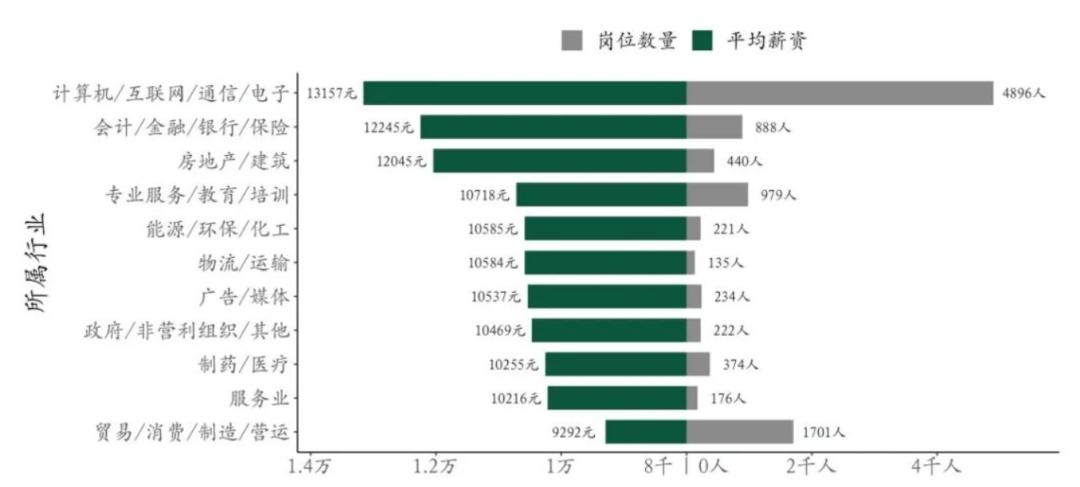 岗位数量 平均薪资
所属行业
计算机/互联网/通信/电子 13157元 4896人
会计/金融/银行/保险 12245元 888人
房地产/建筑 12045元 440人
专业服务/教育/培训 10718元 979人
能源/环保/化工 10585元 221人
物流/运输 10584元 135人
广告/媒体 10537元 234人
政府/非营利组织/其他 10469元 222人
制药/医疗 10255元 374人
服务业 10216元 176人
贸易/消费/制造/营运 9292元 1701人
1.4万 1.2万 1万 8千 | 0人 2千人 4千人